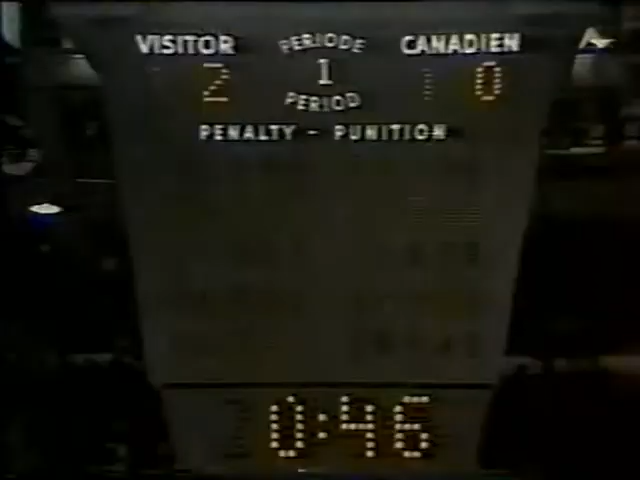 VISITOR PERIODE CANADIEN
2 1 0
PERIOD
PENALTY - PUNITION
0:46